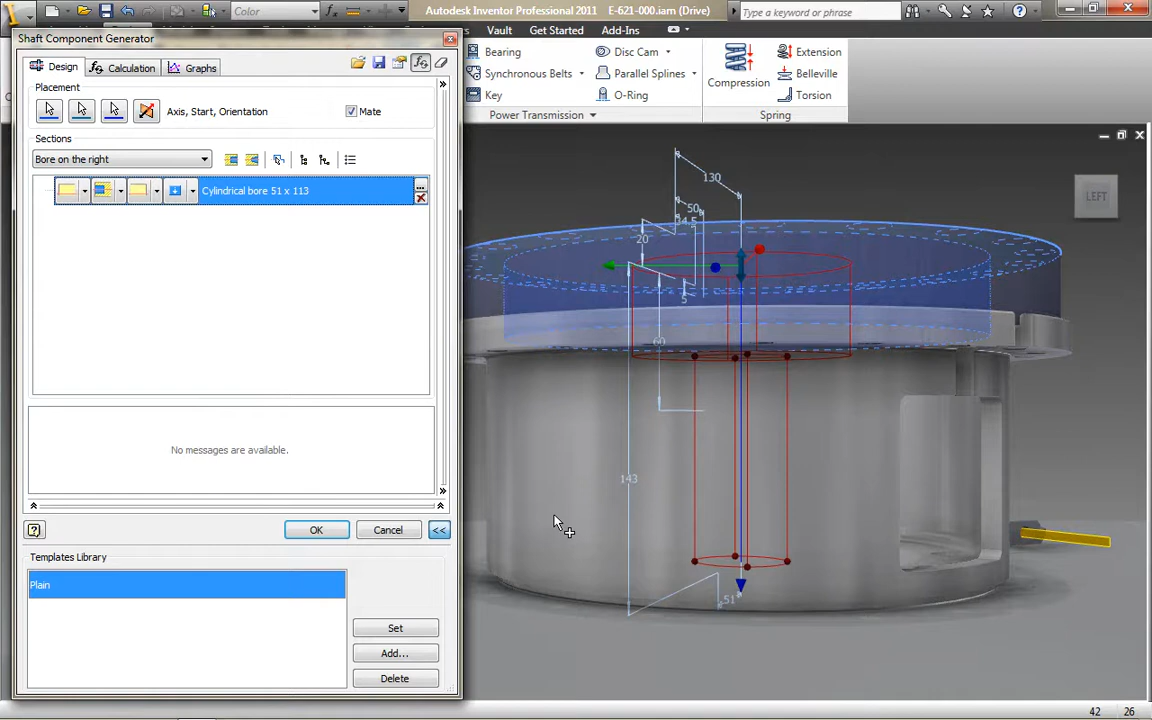 Color
Autodesk Inventor Professional 2011 E-621-000.iam (Drive)
Type a keyword or phrase
Shaft Component Generator
Vault Get Started Add-Ins
Design Calculation Graphs
Bearing Disc Cam Extension
Synchronous Belts Parallel Splines Compression Belleville
Key O-Ring Torsion
Power Transmission Spring
Placement
Axis, Start, Orientation Mate
Sections
Bore on the right
Cylindrical bore 51 x 113
No messages are available.
OK Cancel <<
Templates Library
Plain
Set
Add...
Delete
130
50
14.5
20
5
60
143
51
LEFT
42 26